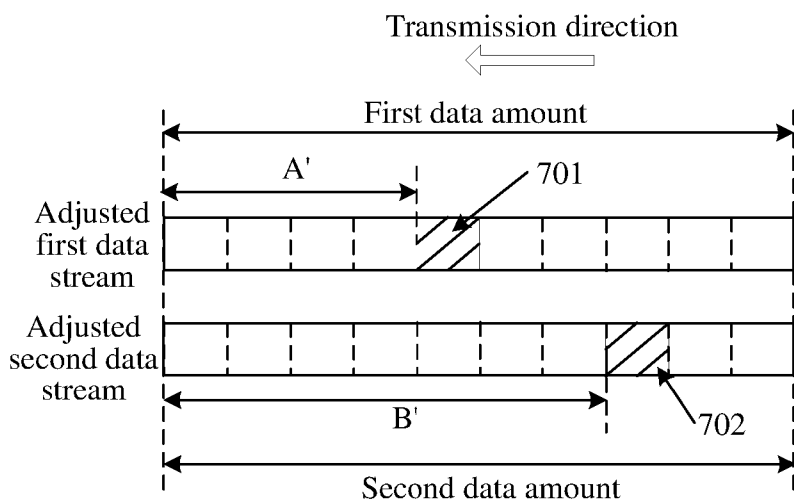 Transmission direction
First data amount
A'
701
Adjusted
first data
stream
Adjusted
second data
stream
B'
702
Second data amount